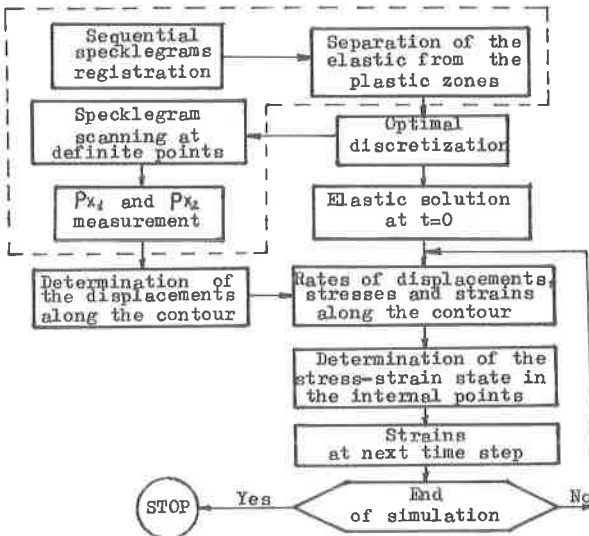 Sequential
specklegrams
registration
Separation of the
elastic from the
plastic zones
Specklegram
scanning at
definite points
Optimal
discretization
Px₁ and Px₂
measurement
Elastic solution
at t=0
Determination of
the displacements
along the contour
Rates of displacements,
stresses and strains
along the contour
Determination of the
stress-strain state in
the internal points
Strains
at next time step
End
of simulation
Yes
No
STOP